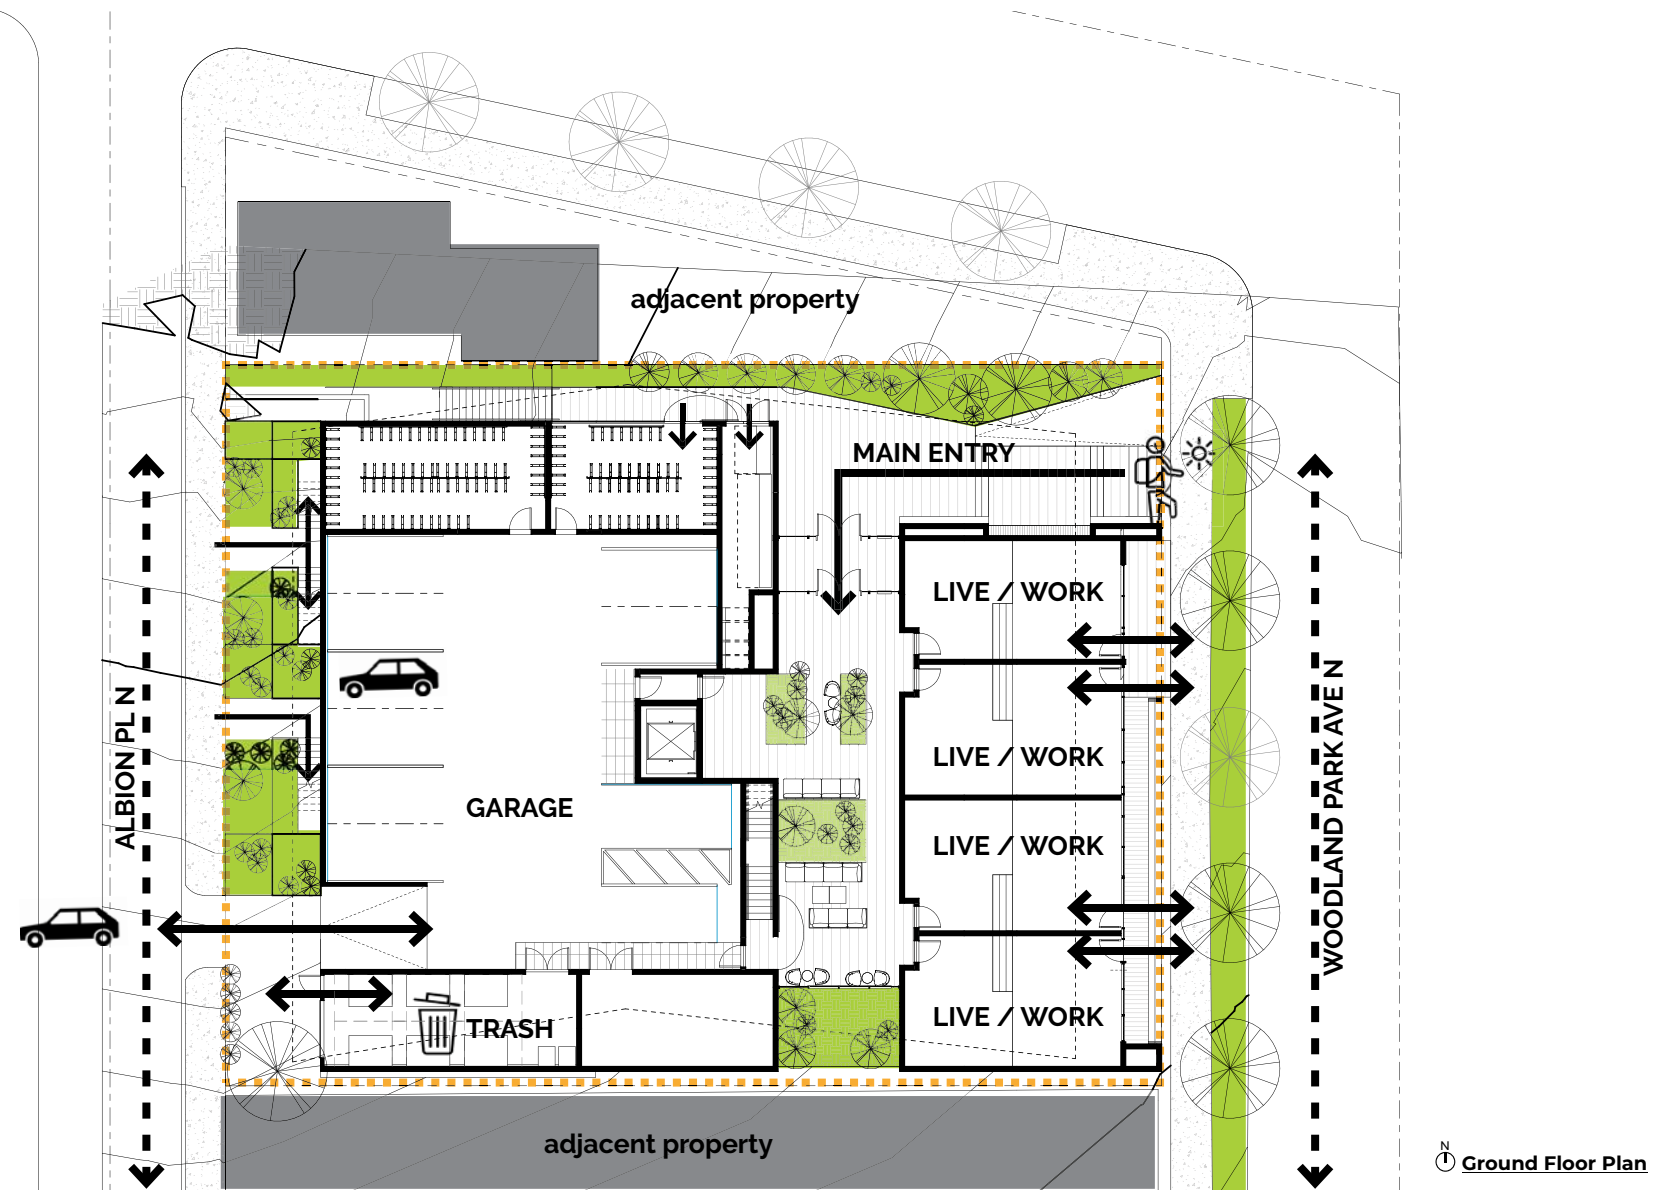 adjacent property
MAIN ENTRY
LIVE / WORK
ALBION PL N
LIVE / WORK
GARAGE
LIVE / WORK
WOODLAND PARK AVE N
TRASH
LIVE / WORK
adjacent property
N
Ground Floor Plan